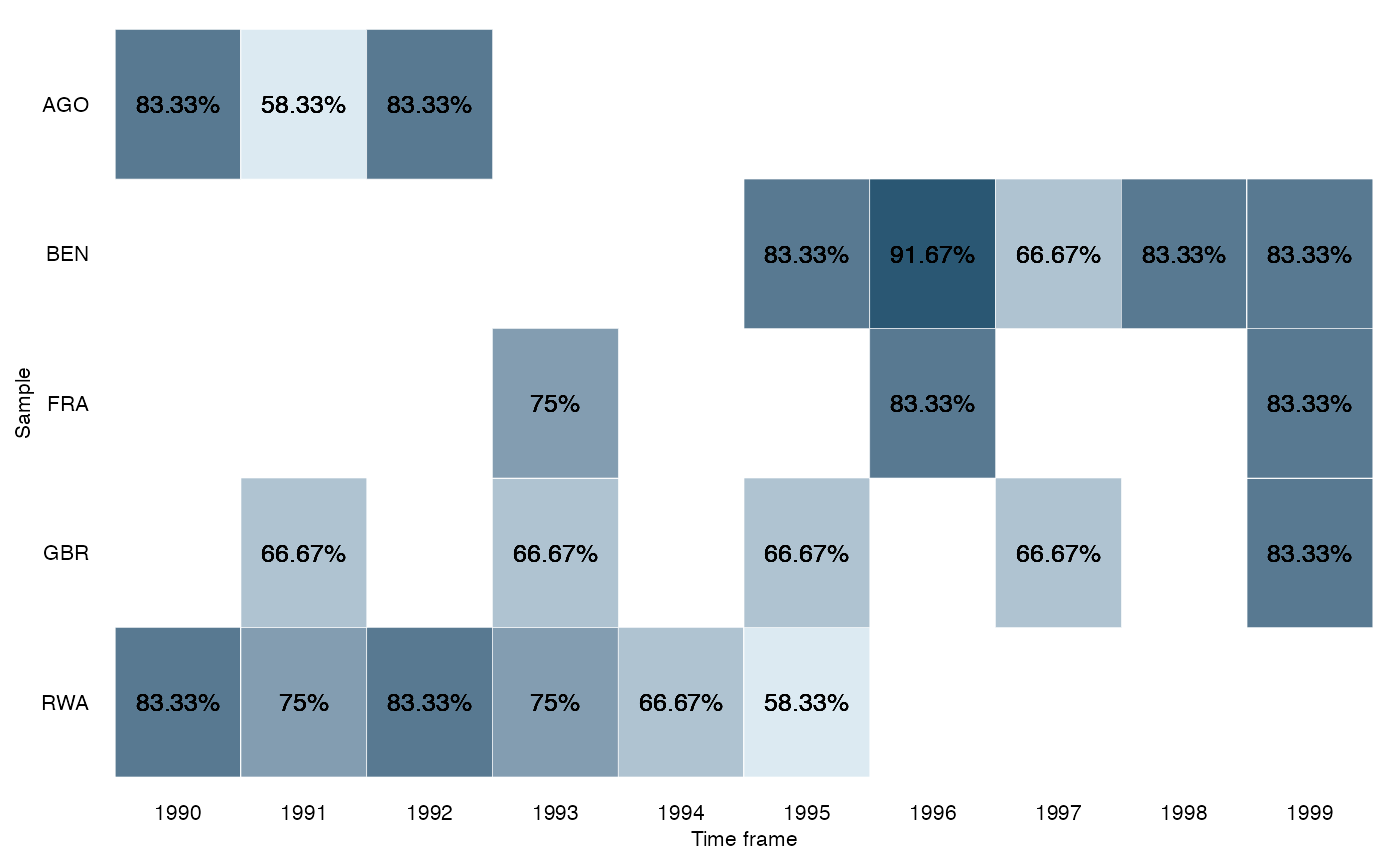 AGO 83.33% 58.33% 83.33%
BEN 83.33% 91.67% 66.67% 83.33% 83.33%
Sample
FRA 75% 83.33% 83.33%
GBR 66.67% 66.67% 66.67% 66.67% 83.33%
RWA 83.33% 75% 83.33% 75% 66.67% 58.33%
1990 1991 1992 1993 1994 1995 1996 1997 1998 1999
Time frame